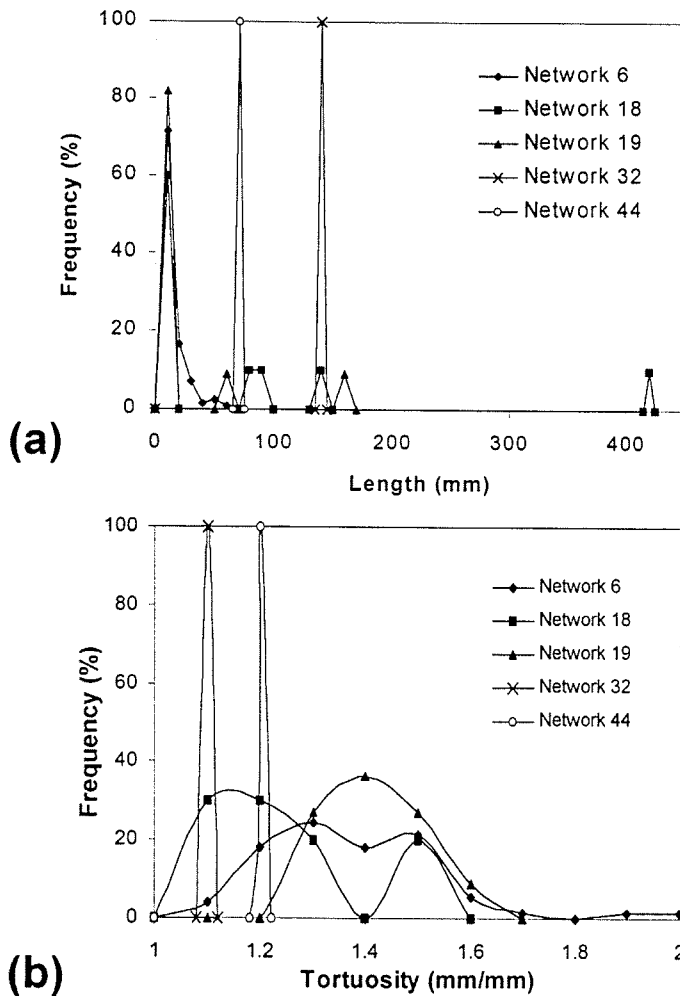 100
80
60
40
20
0
Frequency (%)
Network 6
Network 18
Network 19
Network 32
Network 44
0 100 200 300 400
Length (mm)
(a)
100
80
60
40
20
0
Frequency (%)
Network 6
Network 18
Network 19
Network 32
Network 44
1 1.2 1.4 1.6 1.8 2
Tortuosity (mm/mm)
(b)